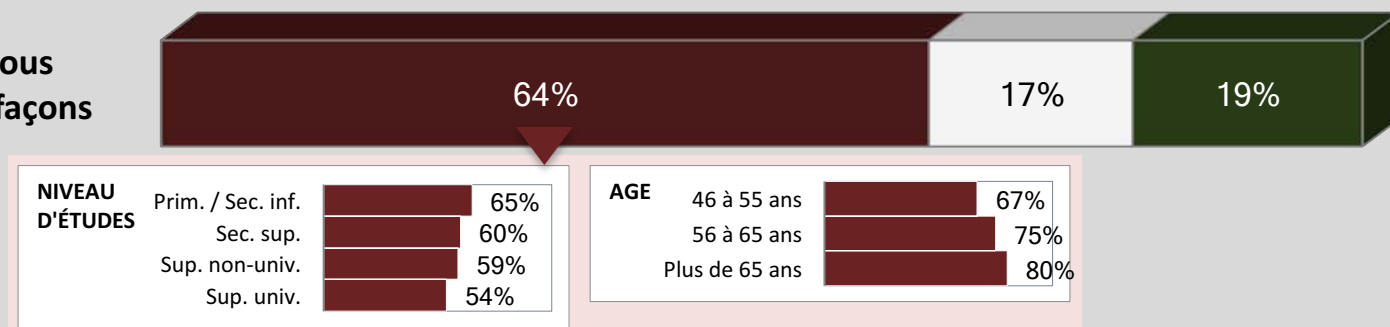 ous
façons
64%
17%
19%
NIVEAU
D'ÉTUDES
Prim. / Sec. inf. 65%
Sec. sup. 60%
Sup. non-univ. 59%
Sup. univ. 54%
AGE
46 à 55 ans 67%
56 à 65 ans 75%
Plus de 65 ans 80%